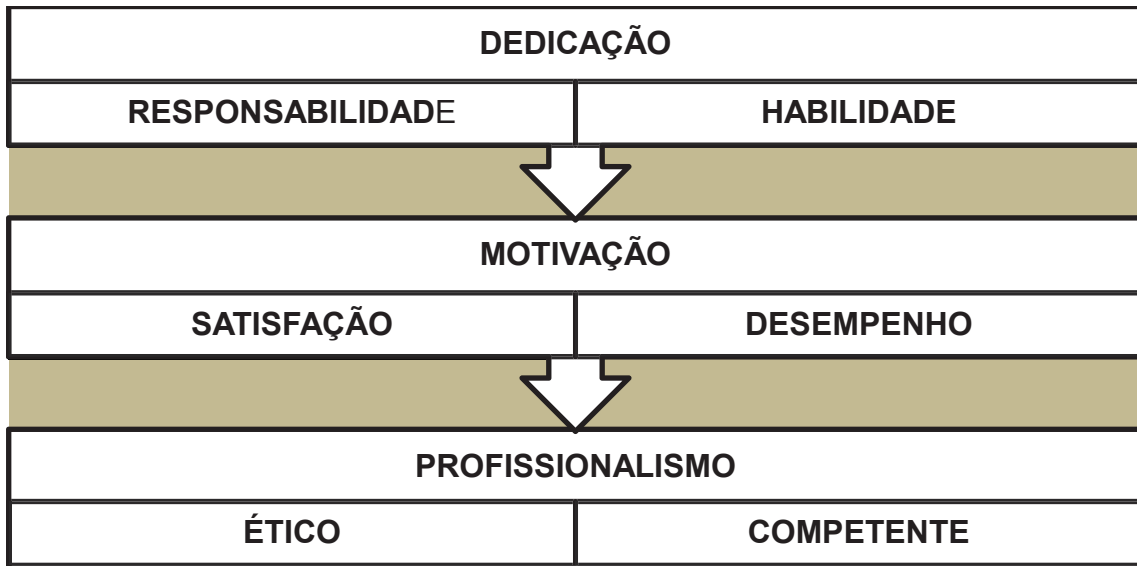 DEDICAÇÃO
RESPONSABILIDADE HABILIDADE
MOTIVAÇÃO
SATISFAÇÃO DESEMPENHO
PROFISSIONALISMO
ÉTICO COMPETENTE